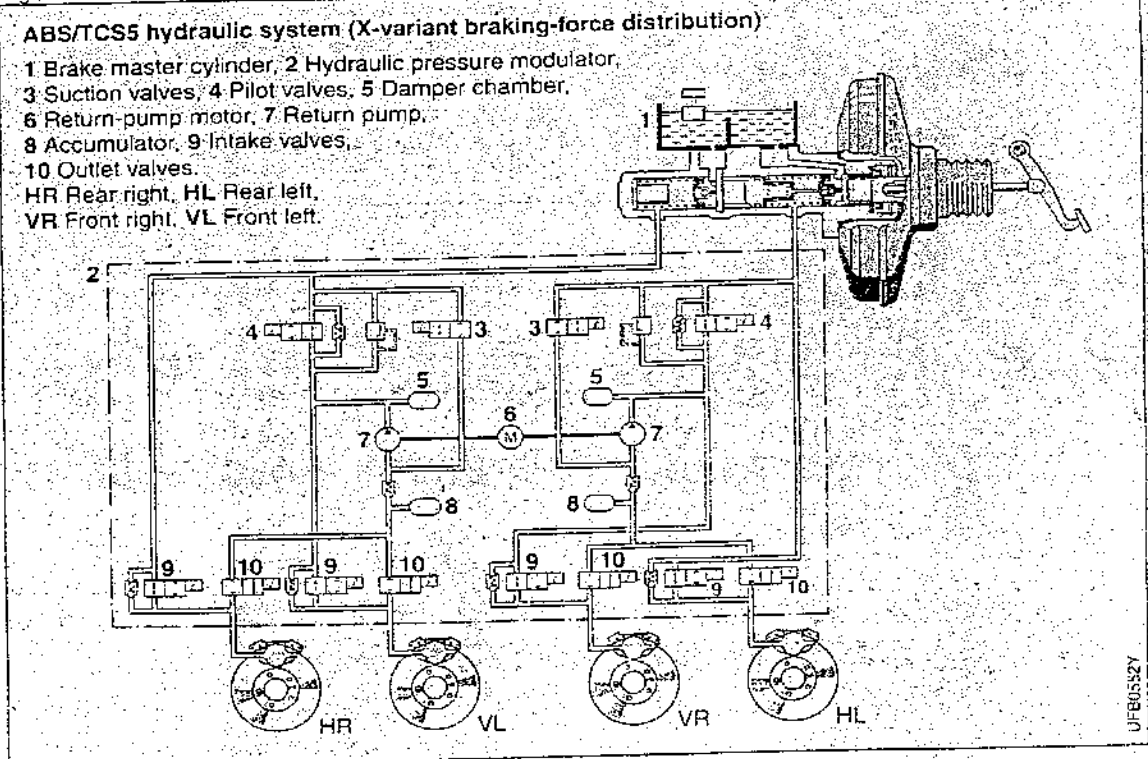 ABS/TCS5 hydraulic system (X-variant braking-force distribution)
1 Brake master cylinder, 2 Hydraulic pressure modulator,
3 Suction valves, 4 Pilot valves, 5 Damper chamber,
6 Return-pump motor, 7 Return pump,
8 Accumulator, 9 Intake valves,
10 Outlet valves.
HR Rear right, HL Rear left,
VR Front right, VL Front left.
1
2
4
3
3
4
5
5
6
7
M
7
8
8
9
10
9
10
9
10
9
10
HR
VL
VR
HL
UFB0552Y